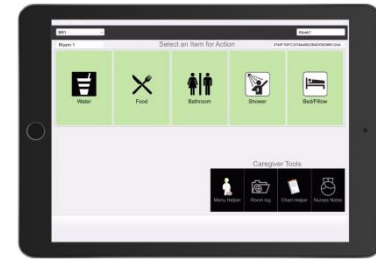 Room 1
Select an Item for Action
Water
Food
Bathroom
Shower
Bed/Pillow
Caregiver Tools
Menu Helper
Room log
Chart Helper
Nurses Notes